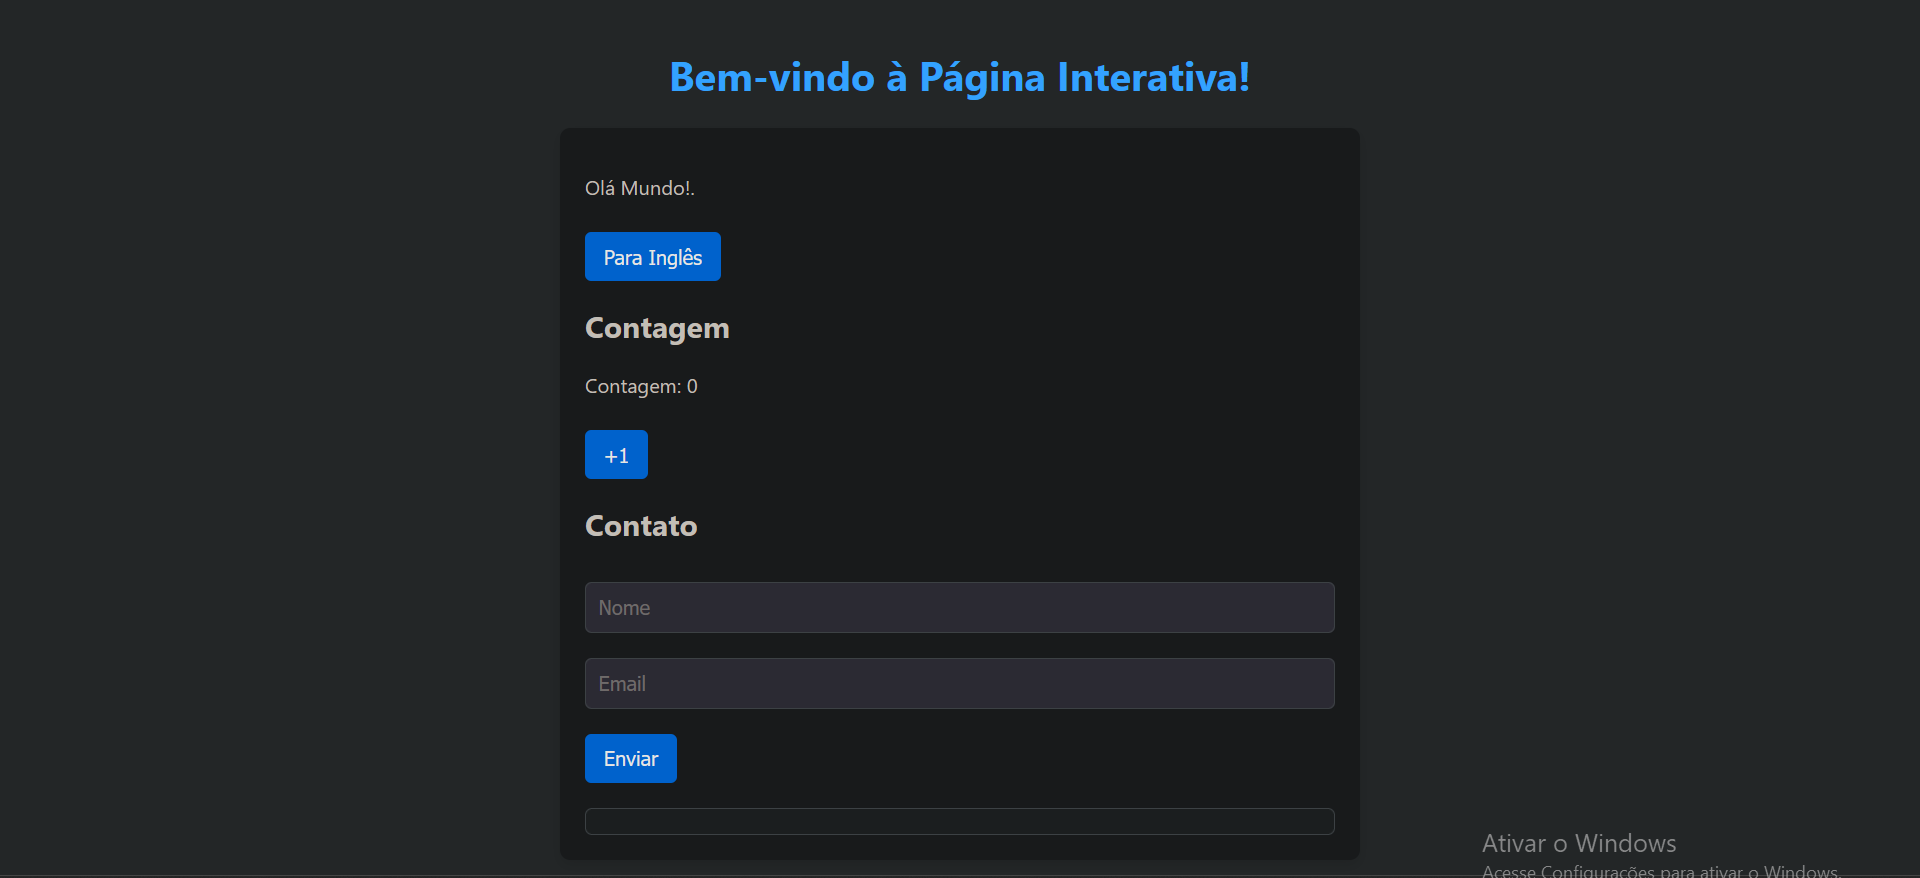 Bem-vindo à Página Interativa!
Olá Mundo!.
Para Inglês
Contagem
Contagem: 0
+1
Contato
Nome
Email
Enviar
Ativar o Windows
Acesse Configurações para ativar o Windows.